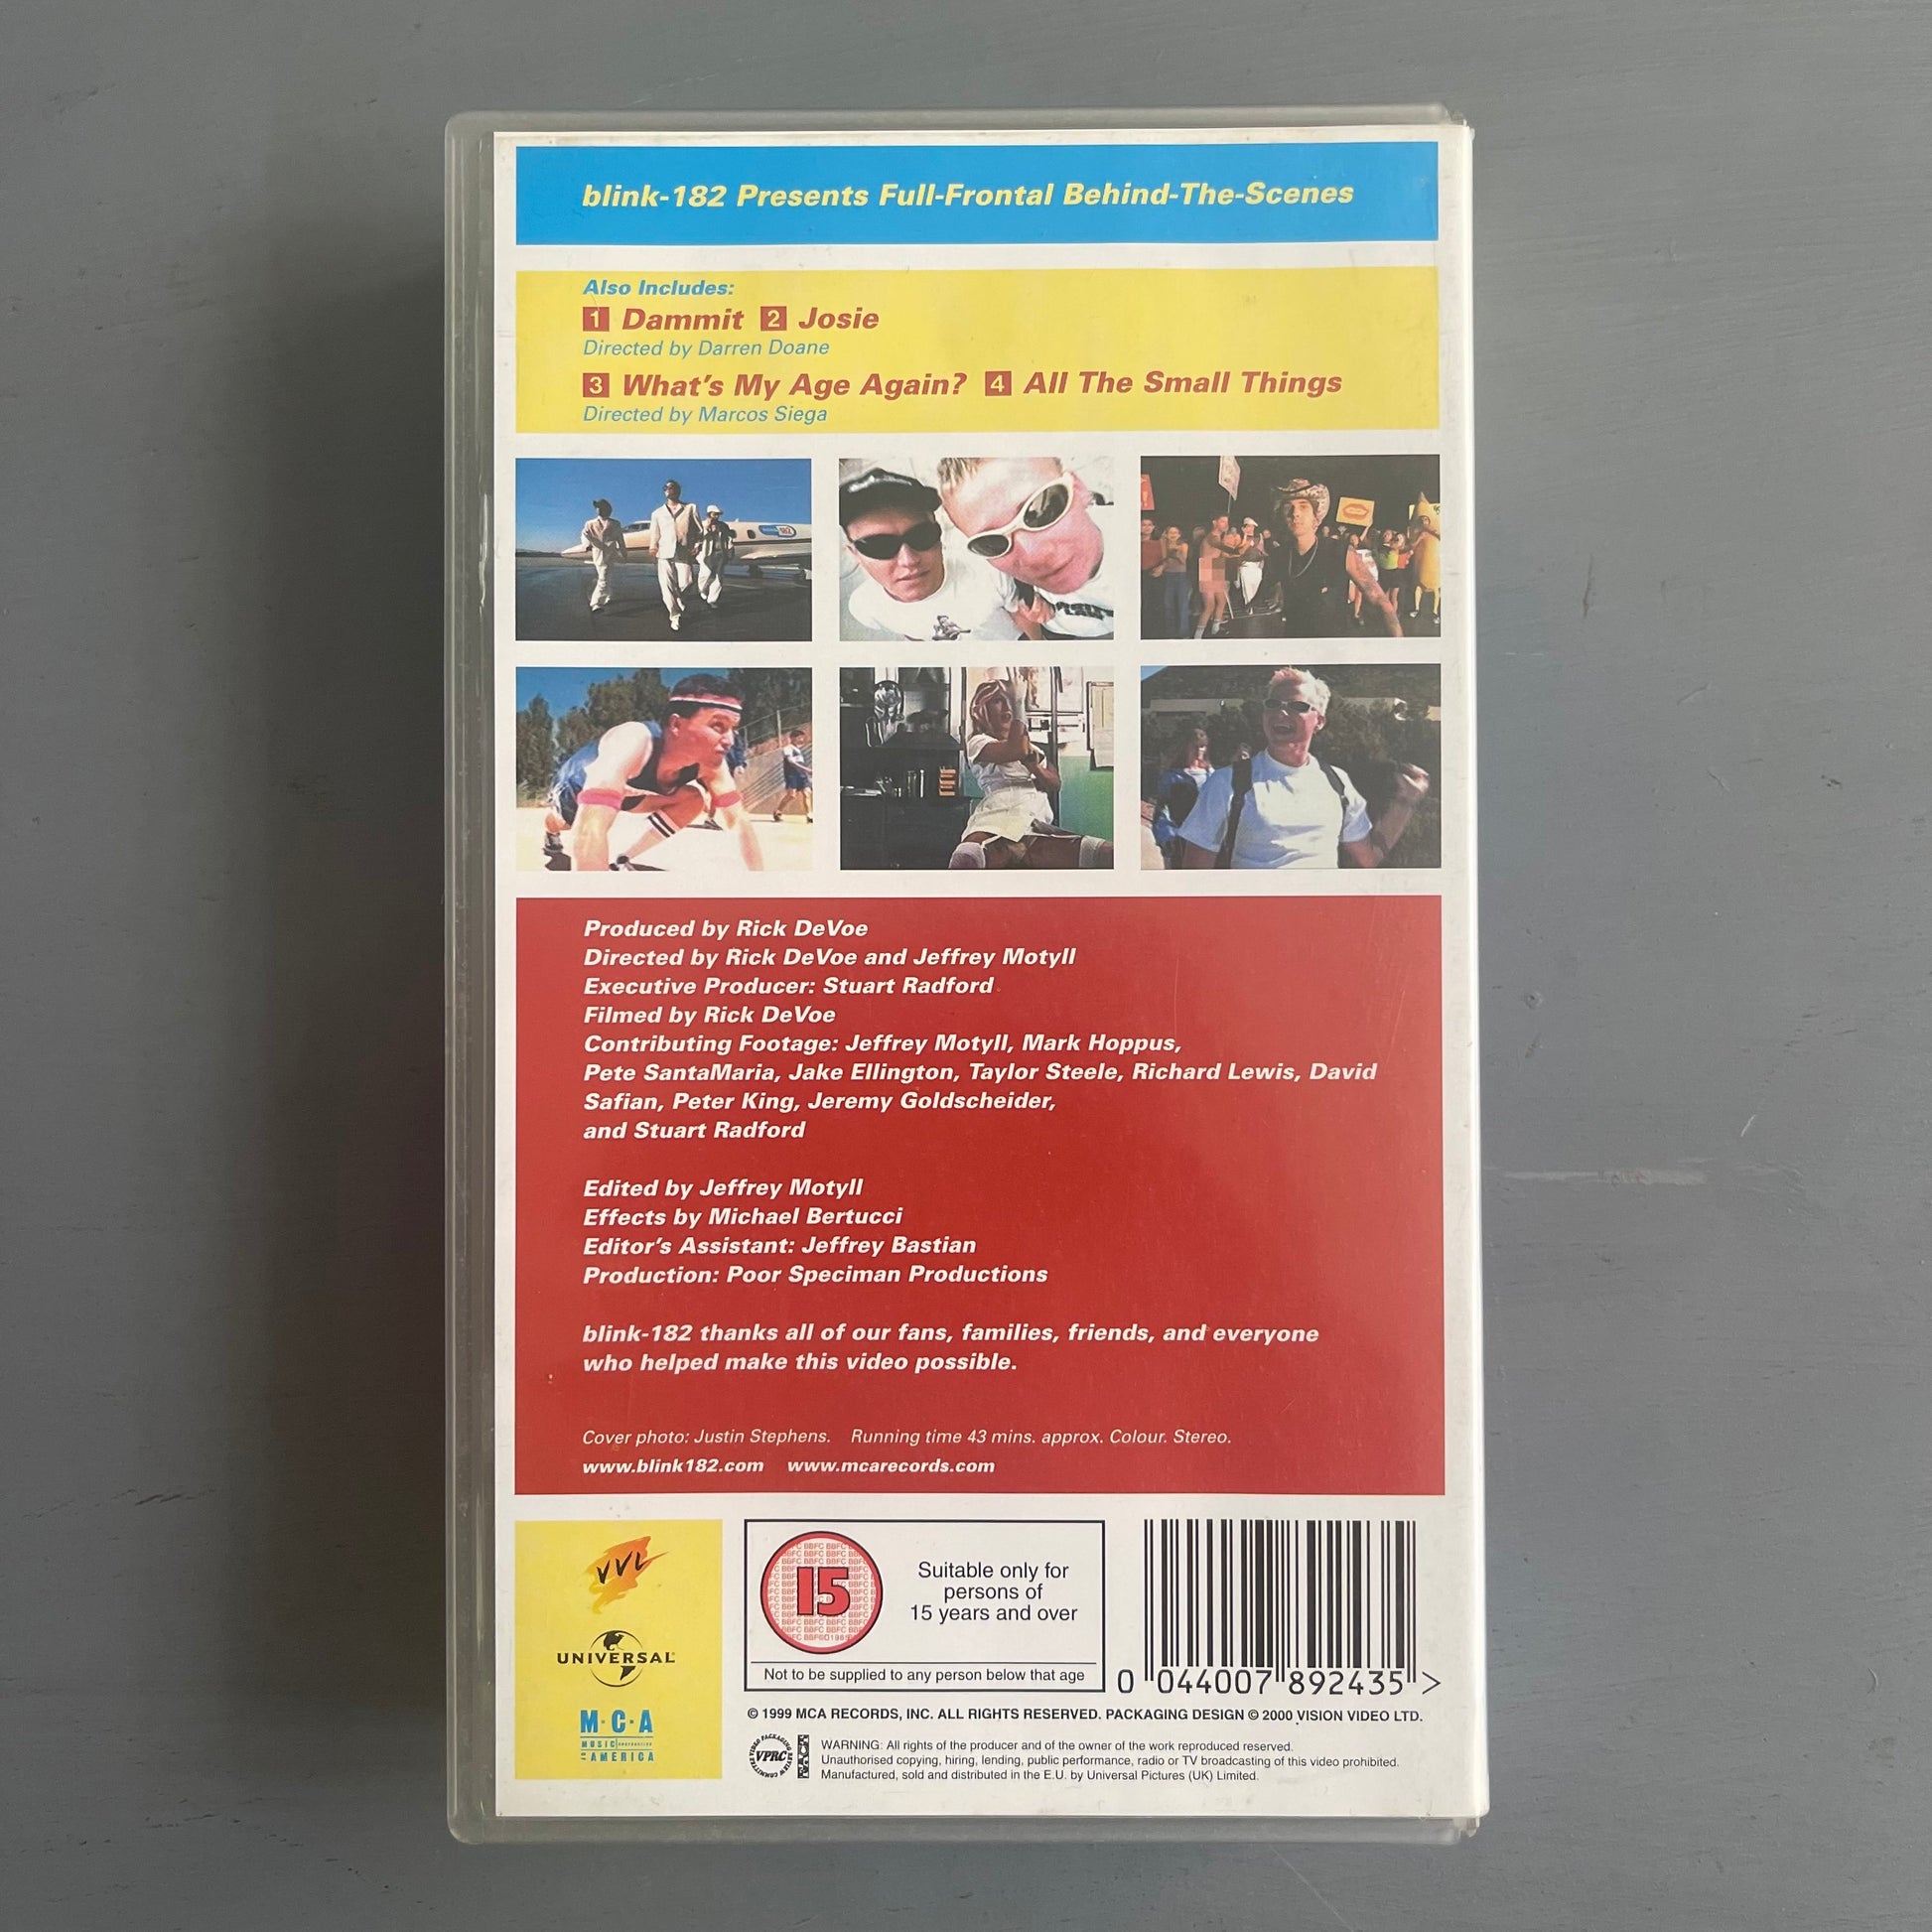 blink-182 Presents Full-Frontal Behind-The-Scenes
Also Includes:
1 Dammit 2 Josie
Directed by Darren Doane
3 What's My Age Again? 4 All The Small Things
Directed by Marcos Siega
Produced by Rick DeVoe
Directed by Rick DeVoe and Jeffrey Motyll
Executive Producer: Stuart Radford
Filmed by Rick DeVoe
Contributing Footage: Jeffrey Motyll, Mark Hoppus,
Pete SantaMaria, Jake Ellington, Taylor Steele, Richard Lewis, David
Safian, Peter King, Jeremy Goldscheider,
and Stuart Radford
Edited by Jeffrey Motyll
Effects by Michael Bertucci
Editor's Assistant: Jeffrey Bastian
Production: Poor Speciman Productions
blink-182 thanks all of our fans, families, friends, and everyone
who helped make this video possible.
Cover photo: Justin Stephens. Running time 43 mins. approx. Colour. Stereo.
www.blink182.com www.mcarecords.com
VVL
UNIVERSAL
M·C·A
MUSIC
AMERICA
15
Suitable only for
persons of
15 years and over
Not to be supplied to any person below that age
0 044007 892435 >
© 1999 MCA RECORDS, INC. ALL RIGHTS RESERVED. PACKAGING DESIGN © 2000 VISION VIDEO LTD.
VPRC
WARNING: All rights of the producer and of the owner of the work reproduced reserved.
Unauthorised copying, hiring, lending, public performance, radio or TV broadcasting of this video prohibited.
Manufactured, sold and distributed in the E.U. by Universal Pictures (UK) Limited.